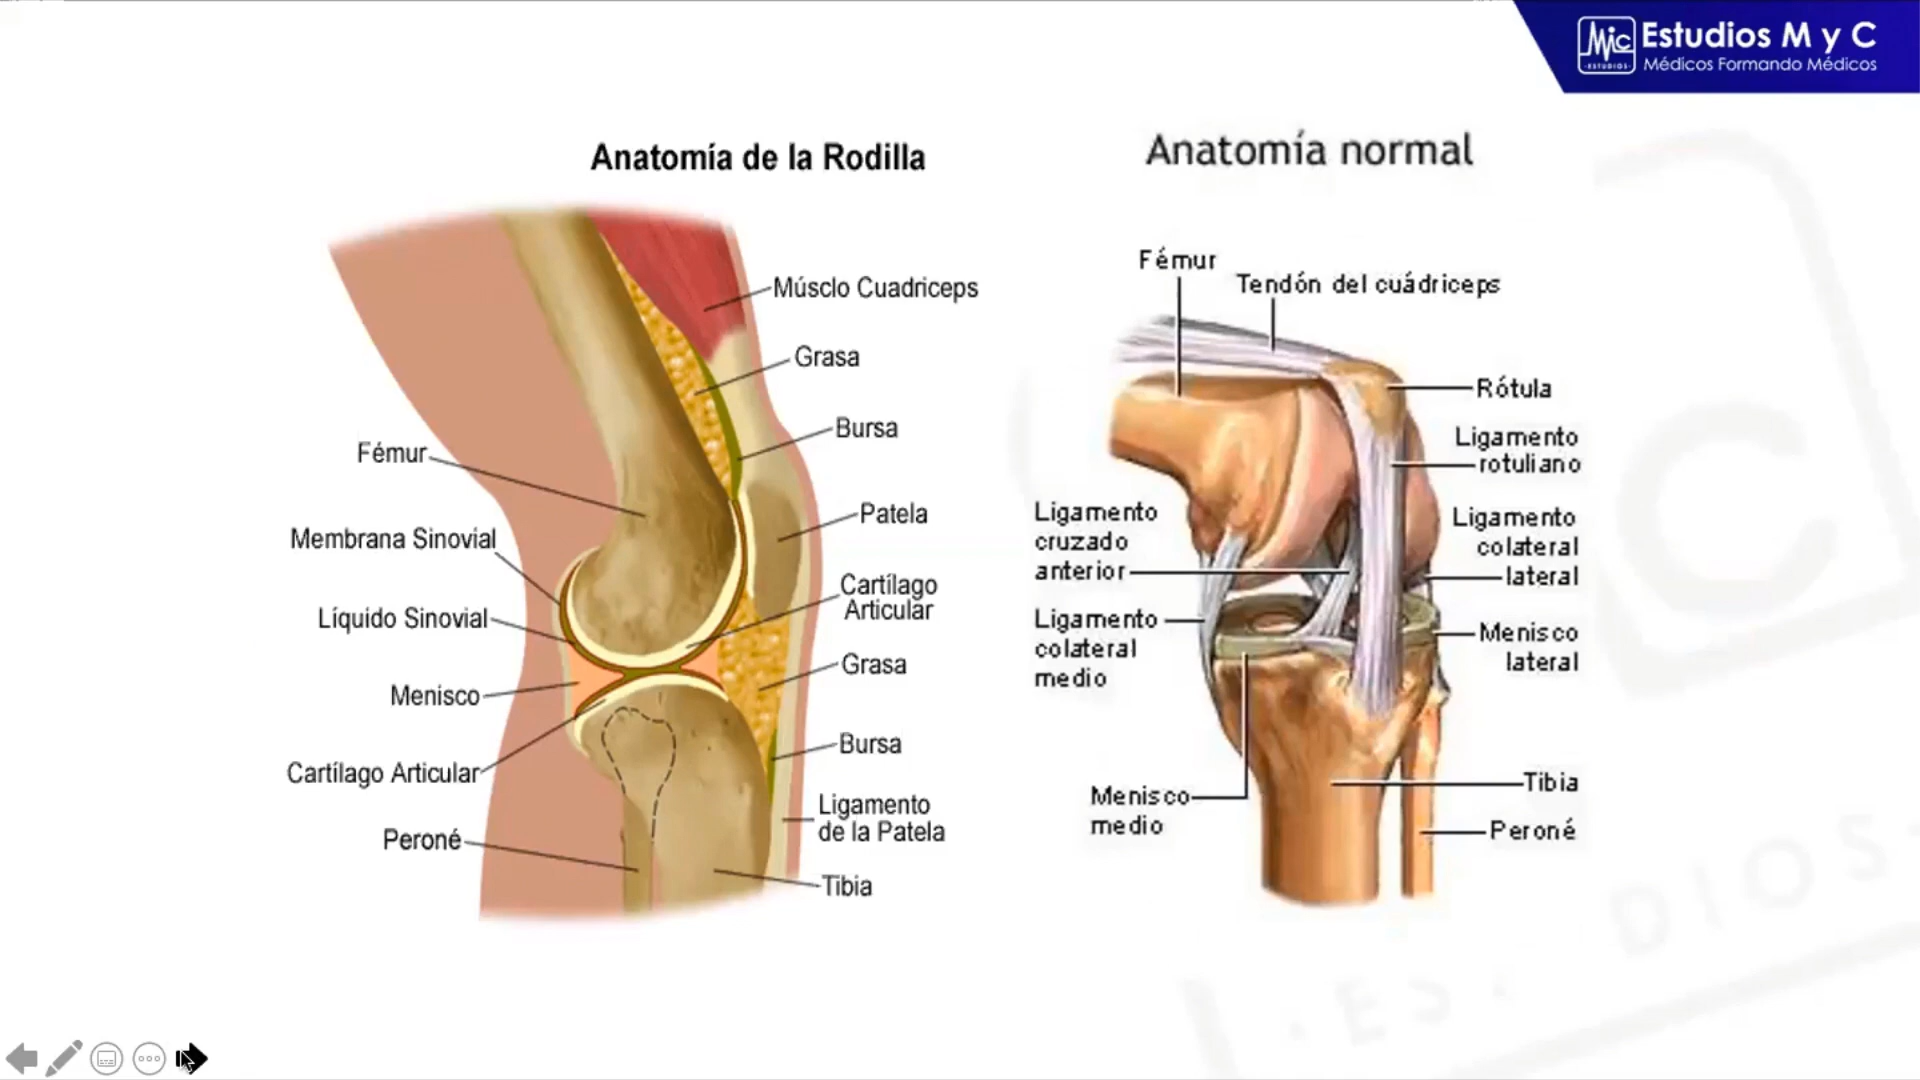 Estudios M y C
Médicos Formando Médicos
Mic
·ESTUDIOS·
Anatomía de la Rodilla
Músclo Cuadriceps
Grasa
Bursa
Fémur
Patela
Membrana Sinovial
Cartílago
Articular
Líquido Sinovial
Grasa
Menisco
Bursa
Cartílago Articular
Ligamento
de la Patela
Peroné
Tibia
Anatomía normal
Fémur
Tendón del cuádriceps
Rótula
Ligamento
rotuliano
Ligamento
cruzado
anterior
Ligamento
colateral
lateral
Ligamento
colateral
medio
Menisco
lateral
Menisco
medio
Tibia
Peroné